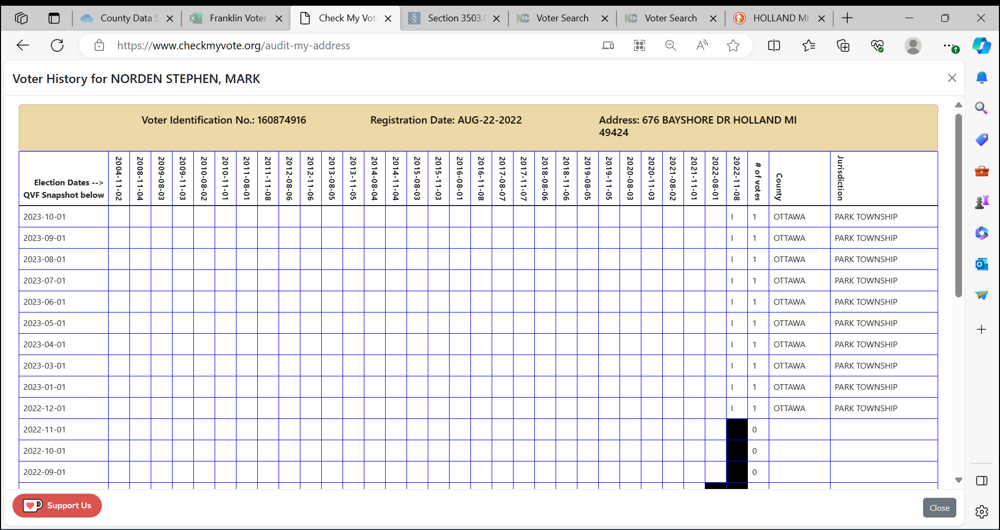 County Data S
Franklin Voter
Check My Vote
Section 3503.
Voter Search
Voter Search
HOLLAND MI
https://www.checkmyvote.org/audit-my-address
Voter History for NORDEN STEPHEN, MARK
Voter Identification No.: 160874916
Registration Date: AUG-22-2022
Address: 676 BAYSHORE DR HOLLAND MI
49424
Election Dates -->
QVF Snapshot below
2004-11-02
2008-11-04
2009-08-03
2009-11-03
2010-08-02
2010-11-01
2011-08-01
2011-11-08
2012-08-06
2012-11-06
2013-08-05
2013-11-05
2014-08-04
2014-11-04
2015-08-03
2015-11-03
2016-08-01
2016-11-08
2017-08-07
2017-11-07
2018-08-06
2018-11-06
2019-08-05
2019-11-05
2020-08-03
2020-11-03
2021-08-02
2021-11-01
2022-08-01
2022-11-08
# of votes
County
Jurisdiction
2023-10-01 I 1 OTTAWA PARK TOWNSHIP
2023-09-01 I 1 OTTAWA PARK TOWNSHIP
2023-08-01 I 1 OTTAWA PARK TOWNSHIP
2023-07-01 I 1 OTTAWA PARK TOWNSHIP
2023-06-01 I 1 OTTAWA PARK TOWNSHIP
2023-05-01 I 1 OTTAWA PARK TOWNSHIP
2023-04-01 I 1 OTTAWA PARK TOWNSHIP
2023-03-01 I 1 OTTAWA PARK TOWNSHIP
2023-01-01 I 1 OTTAWA PARK TOWNSHIP
2022-12-01 I 1 OTTAWA PARK TOWNSHIP
2022-11-01 0
2022-10-01 0
2022-09-01 0
Support Us
Close